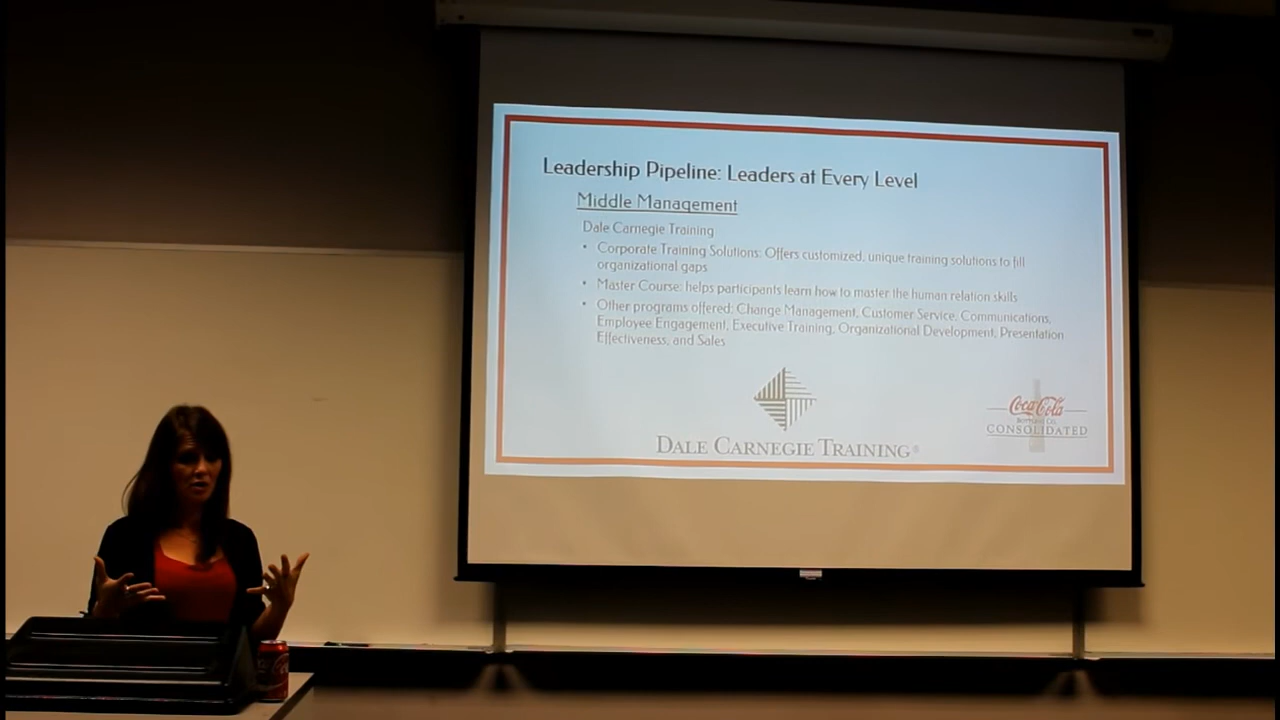 Leadership Pipeline: Leaders at Every Level
Middle Management
Dale Carnegie Training
• Corporate Training Solutions: Offers customized, unique training solutions to fill
organizational gaps
• Master Course: helps participants learn how to master the human relation skills
• Other programs offered: Change Management, Customer Service, Communications,
Employee Engagement, Executive Training, Organizational Development, Presentation
Effectiveness, and Sales
DALE CARNEGIE TRAINING®
Coca-Cola
BOTTLING CO.
CONSOLIDATED